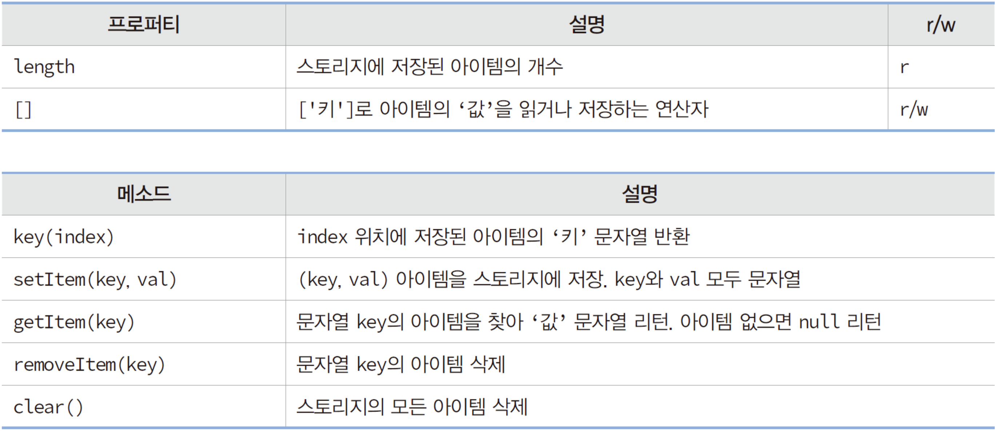 프로퍼티 설명 r/w
length 스토리지에 저장된 아이템의 개수 r
[] ['키']로 아이템의 ‘값’을 읽거나 저장하는 연산자 r/w
메소드 설명
key(index) index 위치에 저장된 아이템의 ‘키’ 문자열 반환
setItem(key, val) (key, val) 아이템을 스토리지에 저장. key와 val 모두 문자열
getItem(key) 문자열 key의 아이템을 찾아 ‘값’ 문자열 리턴. 아이템 없으면 null 리턴
removeItem(key) 문자열 key의 아이템 삭제
clear() 스토리지의 모든 아이템 삭제